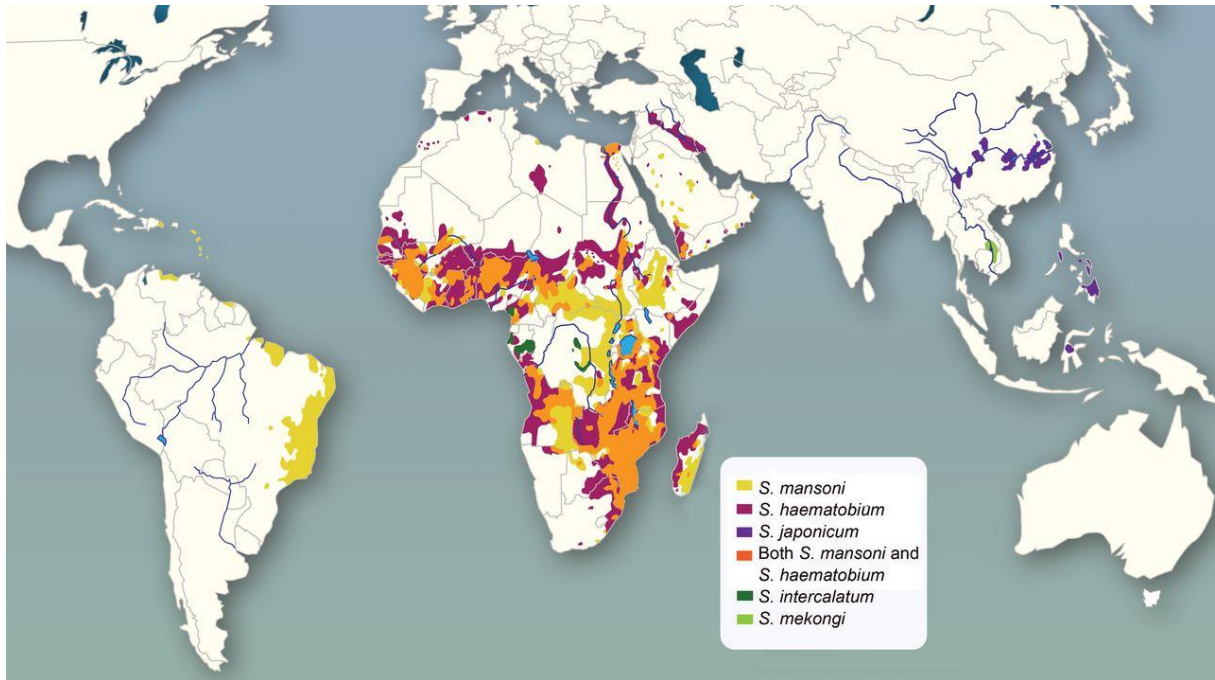 S. mansoni
S. haematobium
S. japonicum
Both S. mansoni and
S. haematobium
S. intercalatum
S. mekongi